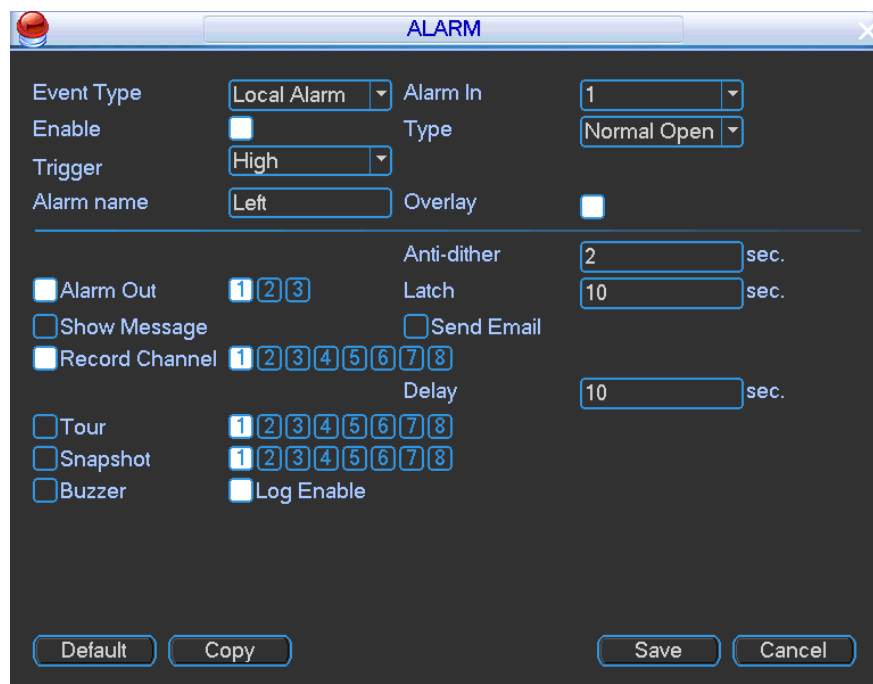 ALARM
Event Type Local Alarm Alarm In 1
Enable Type Normal Open
Trigger High
Alarm name Left Overlay
Anti-dither 2 sec.
Alarm Out 1 2 3 Latch 10 sec.
Show Message Send Email
Record Channel 1 2 3 4 5 6 7 8
Delay 10 sec.
Tour 1 2 3 4 5 6 7 8
Snapshot 1 2 3 4 5 6 7 8
Buzzer Log Enable
Default Copy Save Cancel